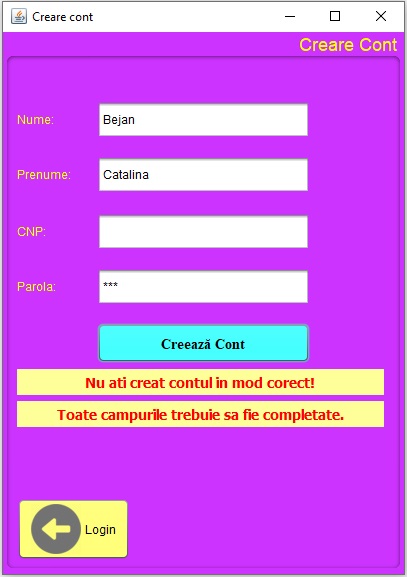 Creare cont
Creare Cont
Nume:
Bejan
Prenume:
Catalina
CNP:
Parola:
***
Creează Cont
Nu ati creat contul in mod corect!
Toate campurile trebuie sa fie completate.
Login